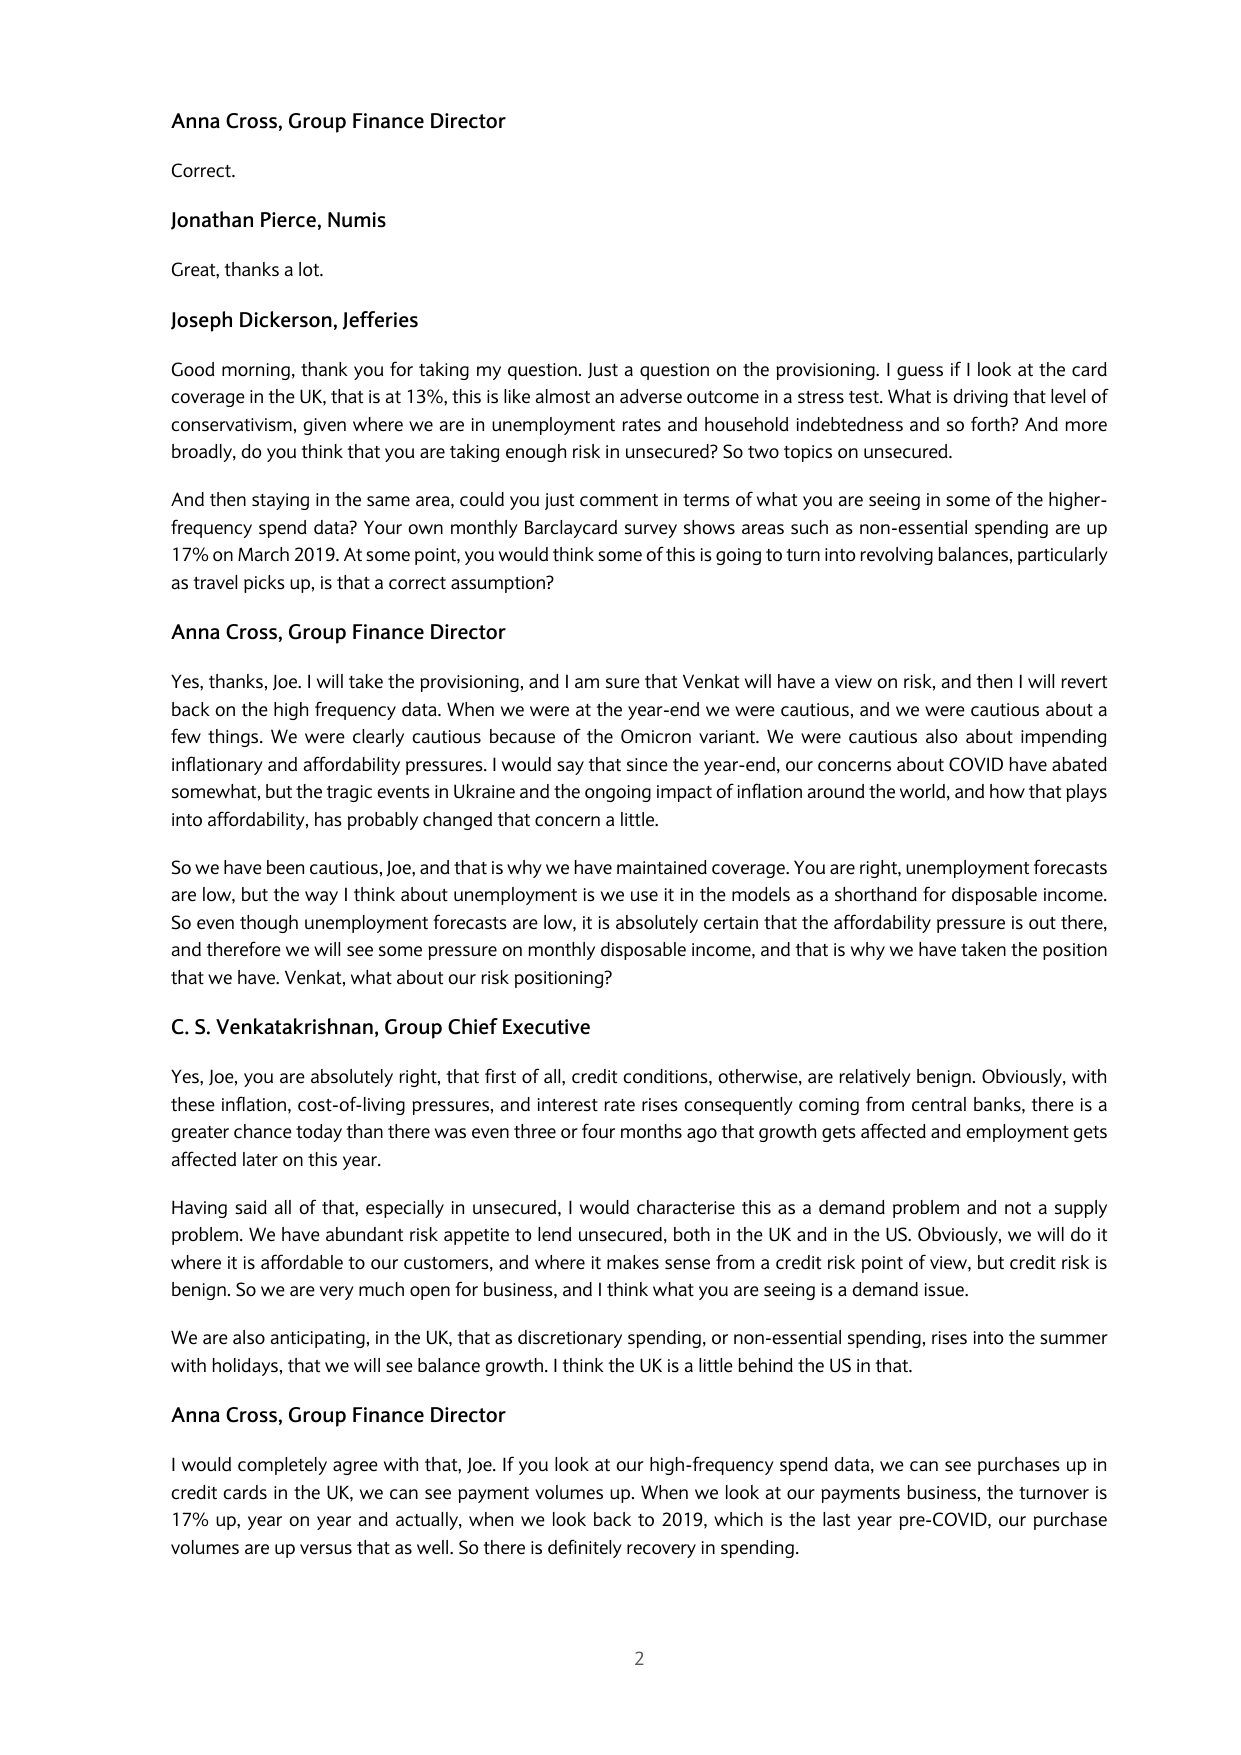 Anna Cross, Group Finance Director
Correct.
Jonathan Pierce, Numis
Great, thanks a lot.
Joseph Dickerson, Jefferies
Good morning, thank you for taking my question. Just a question on the provisioning. I guess if I look at the card
coverage in the UK, that is at 13%, this is like almost an adverse outcome in a stress test. What is driving that level of
conservativism, given where we are in unemployment rates and household indebtedness and so forth? And more
broadly, do you think that you are taking enough risk in unsecured? So two topics on unsecured.
And then staying in the same area, could you just comment in terms of what you are seeing in some of the higher-
frequency spend data? Your own monthly Barclaycard survey shows areas such as non-essential spending are up
17% on March 2019. At some point, you would think some of this is going to turn into revolving balances, particularly
as travel picks up, is that a correct assumption?
Anna Cross, Group Finance Director
Yes, thanks, Joe. I will take the provisioning, and I am sure that Venkat will have a view on risk, and then I will revert
back on the high frequency data. When we were at the year-end we were cautious, and we were cautious about a
few things. We were clearly cautious because of the Omicron variant. We were cautious also about impending
inflationary and affordability pressures. I would say that since the year-end, our concerns about COVID have abated
somewhat, but the tragic events in Ukraine and the ongoing impact of inflation around the world, and how that plays
into affordability, has probably changed that concern a little.
So we have been cautious, Joe, and that is why we have maintained coverage. You are right, unemployment forecasts
are low, but the way I think about unemployment is we use it in the models as a shorthand for disposable income.
So even though unemployment forecasts are low, it is absolutely certain that the affordability pressure is out there,
and therefore we will see some pressure on monthly disposable income, and that is why we have taken the position
that we have. Venkat, what about our risk positioning?
C. S. Venkatakrishnan, Group Chief Executive
Yes, Joe, you are absolutely right, that first of all, credit conditions, otherwise, are relatively benign. Obviously, with
these inflation, cost-of-living pressures, and interest rate rises consequently coming from central banks, there is a
greater chance today than there was even three or four months ago that growth gets affected and employment gets
affected later on this year.
Having said all of that, especially in unsecured, I would characterise this as a demand problem and not a supply
problem. We have abundant risk appetite to lend unsecured, both in the UK and in the US. Obviously, we will do it
where it is affordable to our customers, and where it makes sense from a credit risk point of view, but credit risk is
benign. So we are very much open for business, and I think what you are seeing is a demand issue.
We are also anticipating, in the UK, that as discretionary spending, or non-essential spending, rises into the summer
with holidays, that we will see balance growth. I think the UK is a little behind the US in that.
Anna Cross, Group Finance Director
I would completely agree with that, Joe. If you look at our high-frequency spend data, we can see purchases up in
credit cards in the UK, we can see payment volumes up. When we look at our payments business, the turnover is
17% up, year on year and actually, when we look back to 2019, which is the last year pre-COVID, our purchase
volumes are up versus that as well. So there is definitely recovery in spending.
2